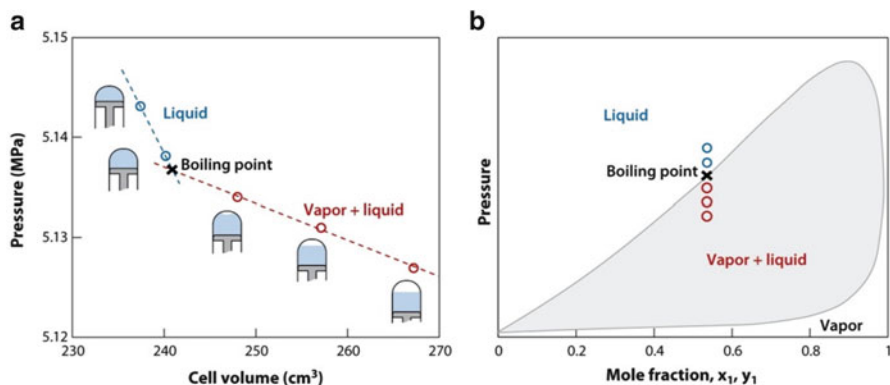 a
5.15
5.14
5.13
5.12
Pressure (MPa)
Liquid
Boiling point
Vapor + liquid
230
240
250
260
270
Cell volume (cm³)
b
Pressure
Liquid
Boiling point
Vapor + liquid
Vapor
0
0.2
0.4
0.6
0.8
1
Mole fraction, x₁, y₁